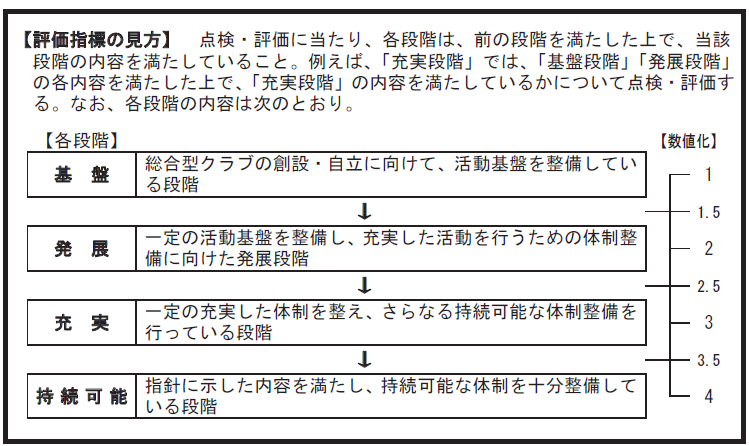 【評価指標の見方】　点検・評価に当たり、各段階は、前の段階を満たした上で、当該
段階の内容を満たしていること。例えば、「充実段階」では、「基盤段階」「発展段階」
の各内容を満たした上で、「充実段階」の内容を満たしているかについて点検・評価す
る。なお、各段階の内容は次のとおり。
【各段階】
【数値化】
基　盤
総合型クラブの創設・自立に向けて、活動基盤を整備してい
る段階
1
↓
1.5
発　展
一定の活動基盤を整備し、充実した活動を行うための体制整
備に向けた発展段階
2
↓
2.5
充　実
一定の充実した体制を整え、さらなる持続可能な体制整備を
行っている段階
3
↓
3.5
持続可能
指針に示した内容を満たし、持続可能な体制を十分整備して
いる段階
4